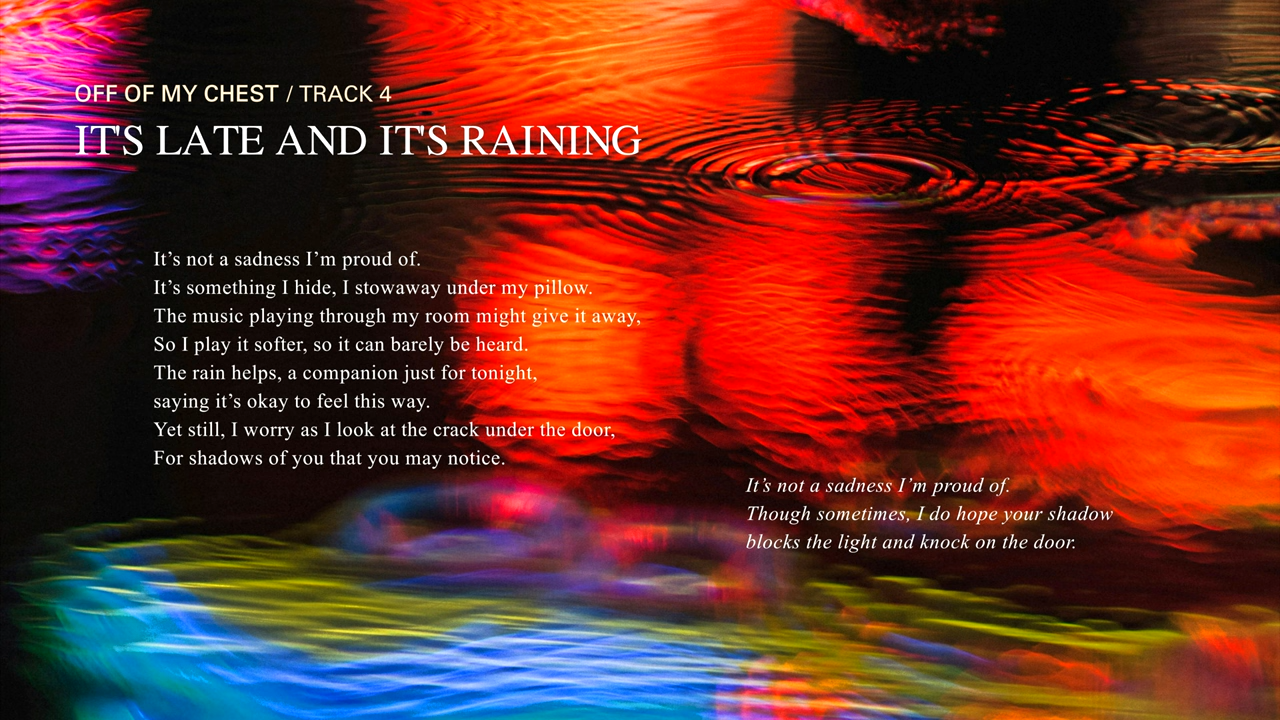 OFF OF MY CHEST / TRACK 4
IT'S LATE AND IT'S RAINING
It’s not a sadness I’m proud of.
It’s something I hide, I stowaway under my pillow.
The music playing through my room might give it away,
So I play it softer, so it can barely be heard.
The rain helps, a companion just for tonight,
saying it’s okay to feel this way.
Yet still, I worry as I look at the crack under the door,
For shadows of you that you may notice.
It’s not a sadness I’m proud of.
Though sometimes, I do hope your shadow
blocks the light and knock on the door.